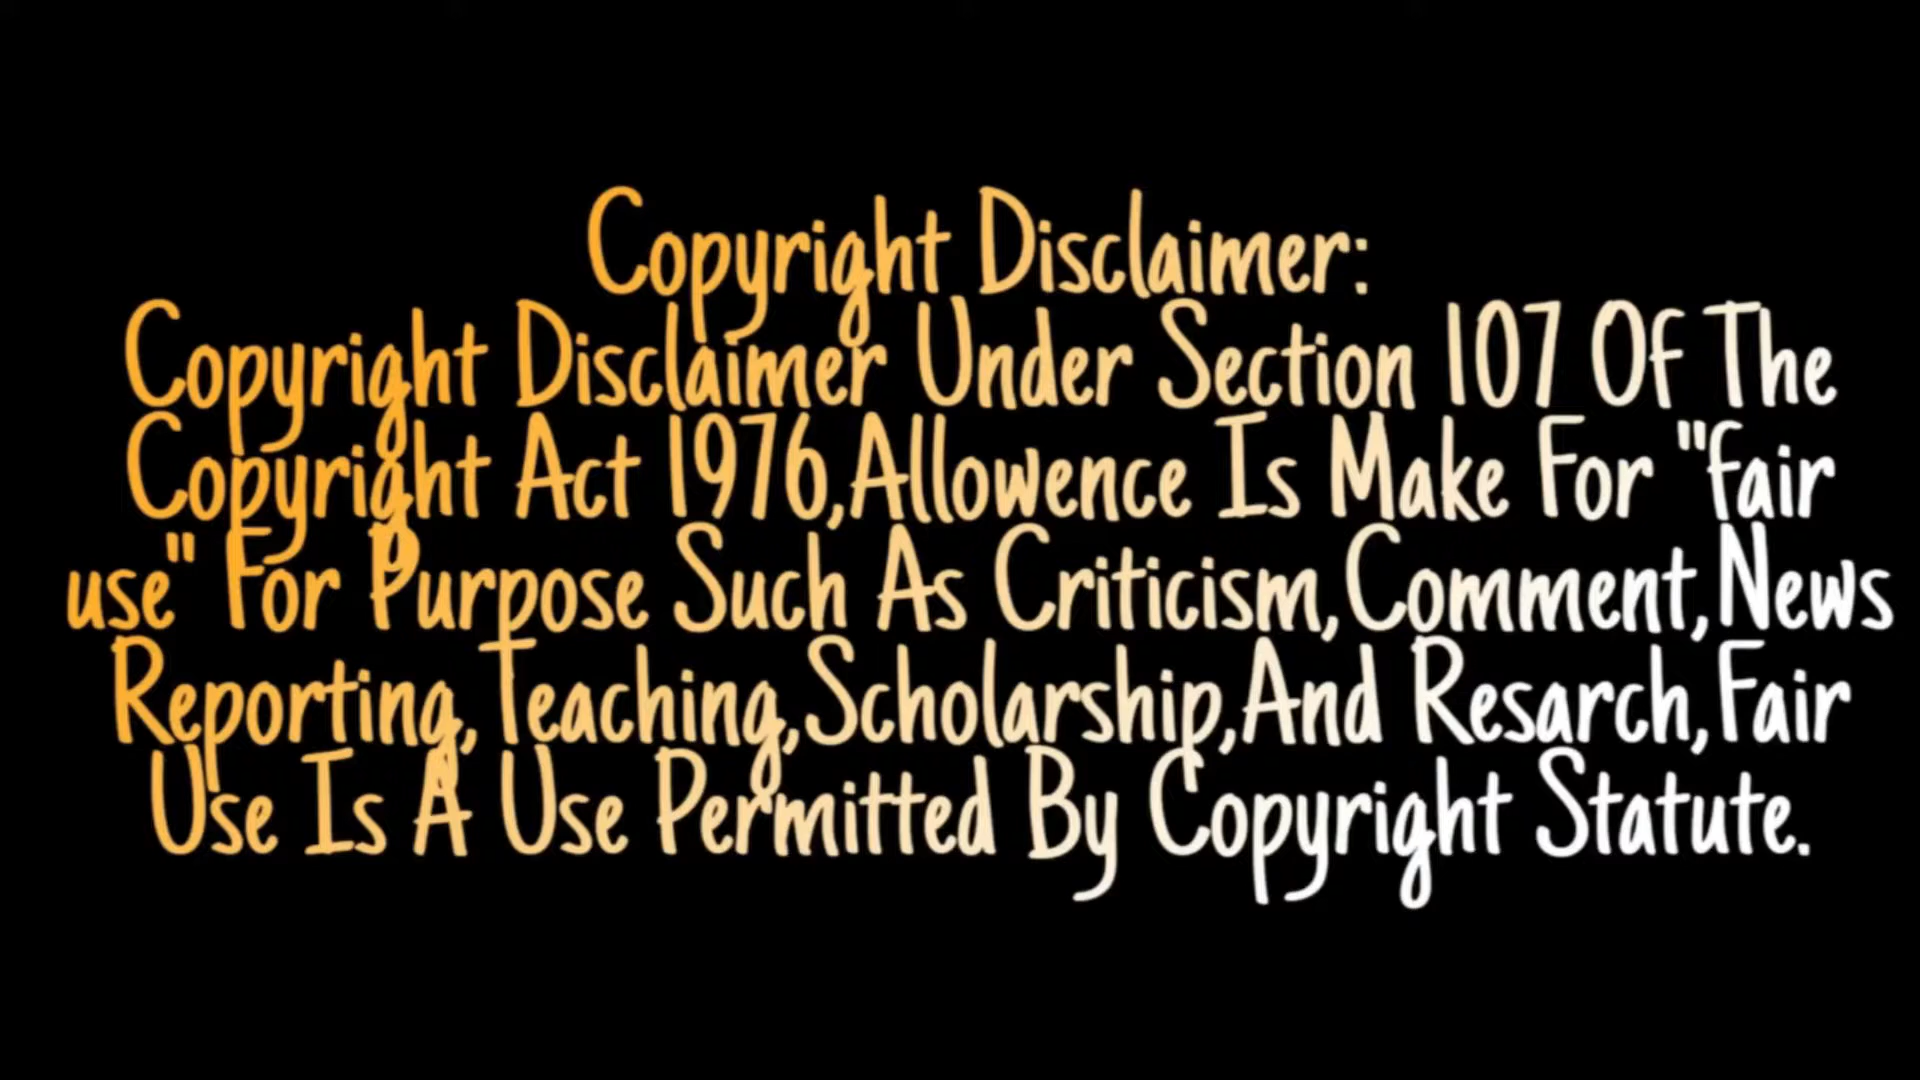 Copyright Disclaimer:
Copyright Disclaimer Under Section 107 Of The
Copyright Act 1976,Allowence Is Make For "fair
use" For Purpose Such As Criticism,Comment,News
Reporting,Teaching,Scholarship,And Resarch,Fair
Use Is A Use Permitted By Copyright Statute.